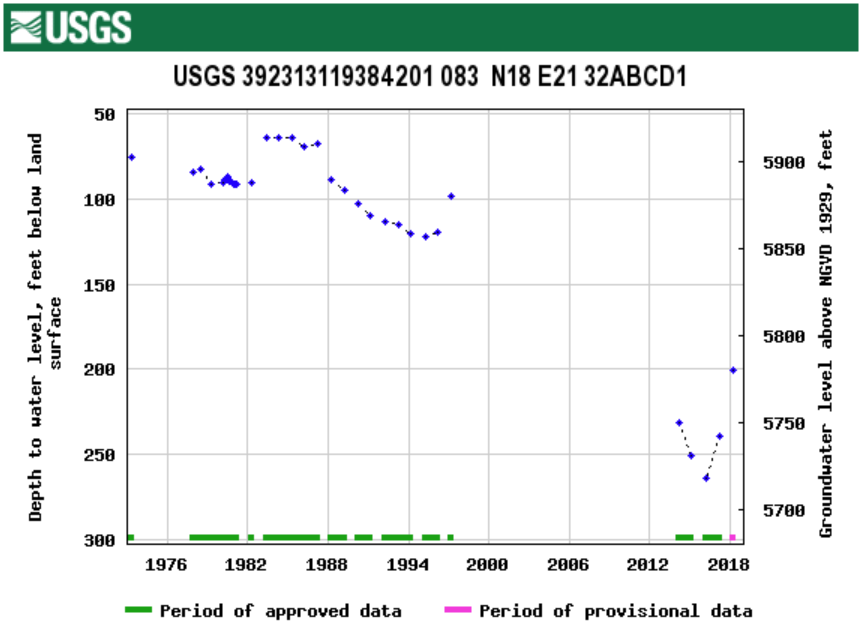 USGS
USGS 392313119384201 083 N18 E21 32ABCD1
Depth to water level, feet below land
surface
50
100
150
200
250
300
5900
5850
5800
5750
5700
Groundwater level above NGVD 1929, feet
1976 1982 1988 1994 2000 2006 2012 2018
Period of approved data Period of provisional data